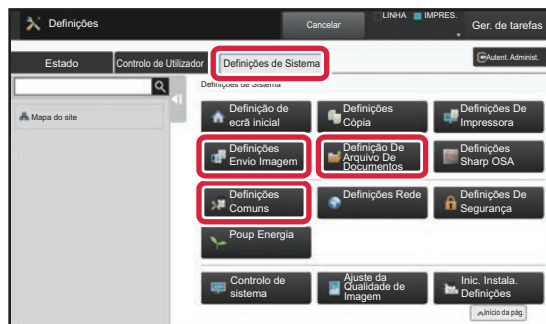 Definições
Cancelar
LINHA
IMPRES.
Ger. de tarefas
Estado
Controlo de Utilizador
Definições de Sistema
Autent. Administ.
Definições de Sistema
Mapa do site
Definição de
ecrã inicial
Definições
Cópia
Definições De
Impressora
Definições
Envio Imagem
Definição De
Arquivo De
Documentos
Definições
Sharp OSA
Definições
Comuns
Definições Rede
Definições De
Segurança
Poup Energia
Controlo de
sistema
Ajuste da
Qualidade de
Imagem
Inic. Instala.
Definições
Início da pág.